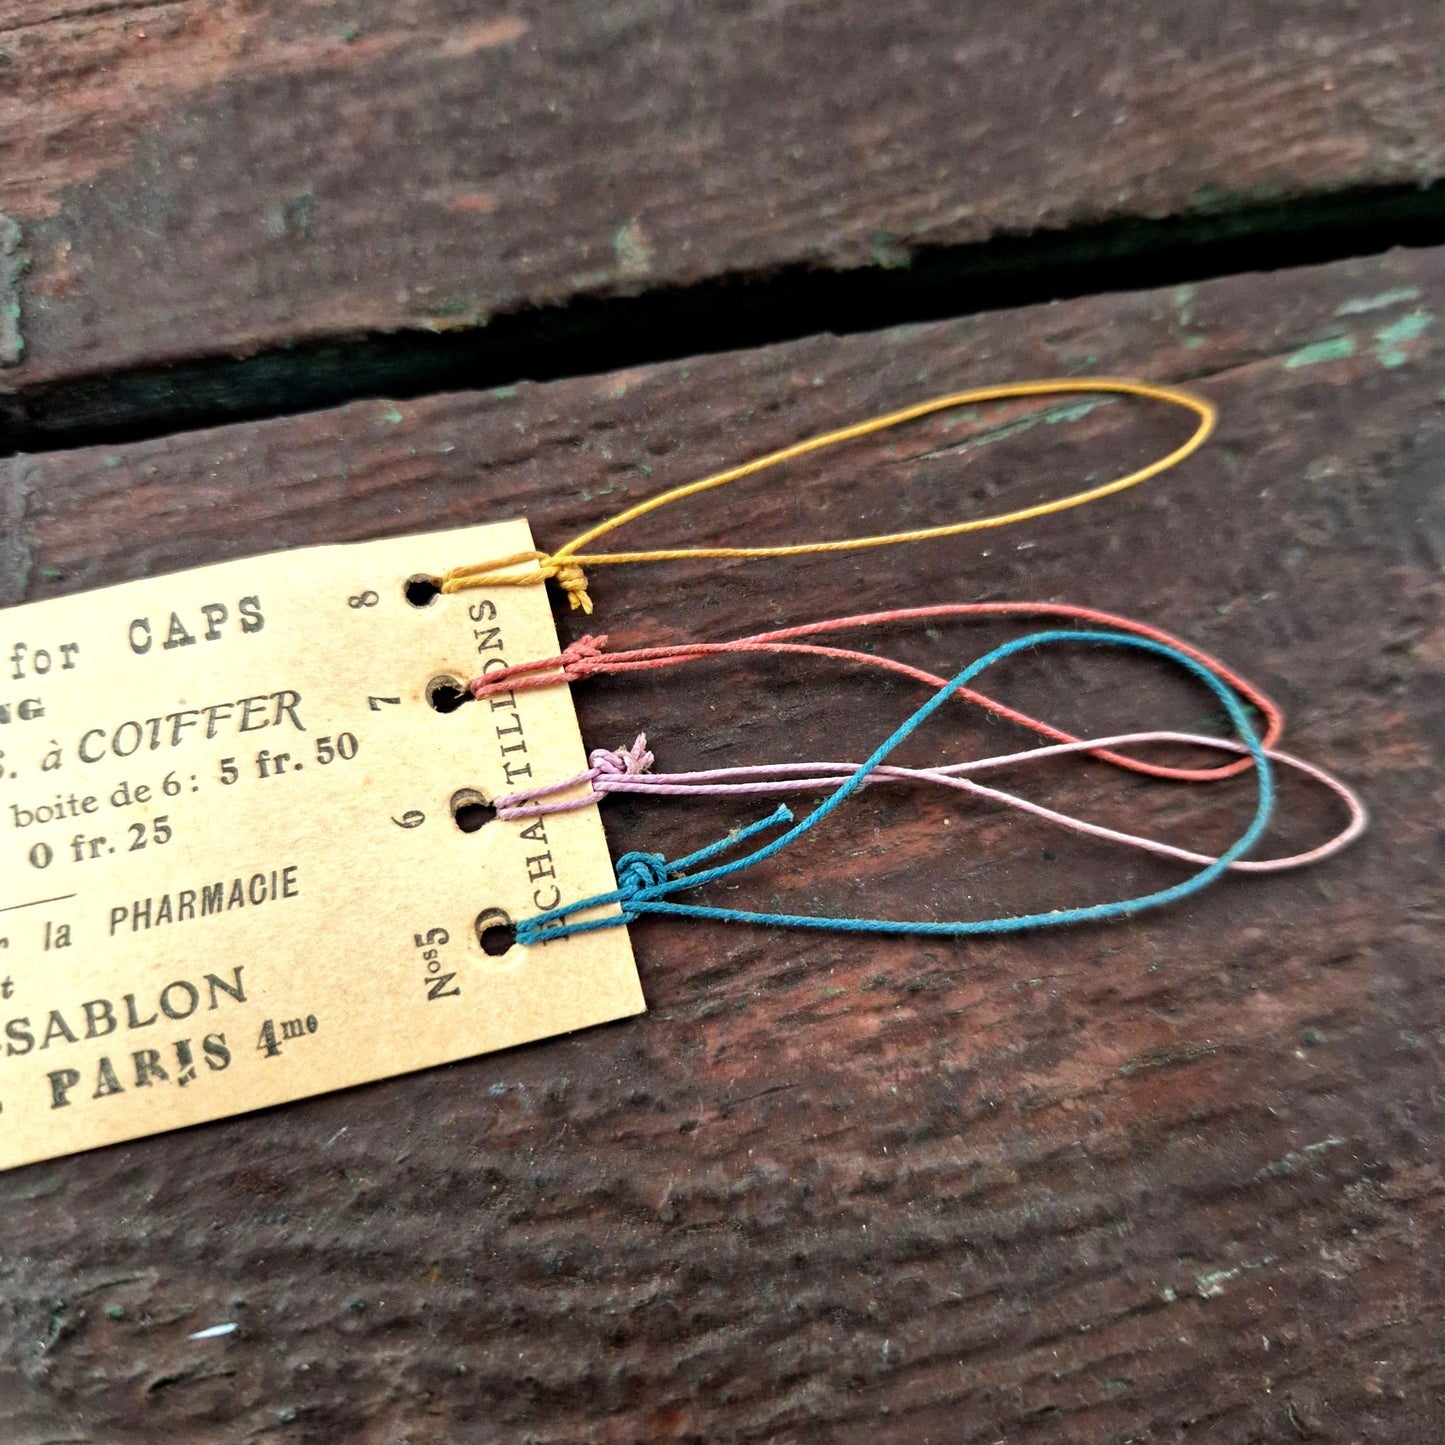 for CAPS
NG
S. à COIFFER
boite de 6 : 5 fr. 50
0 fr. 25
r la PHARMACIE
t
-SABLON
PARIS 4me
Nos 5 6 7 8
ECHANTILLONS